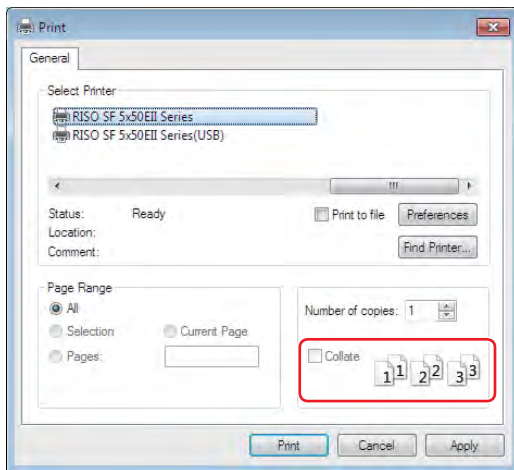 Print
General
Select Printer
RISO SF 5x50EII Series
RISO SF 5x50EII Series(USB)
Status: Ready
Print to file
Preferences
Location:
Comment:
Find Printer...
Page Range
All
Selection
Current Page
Pages:
Number of copies: 1
Collate
1 1 2 2 3 3
Print
Cancel
Apply